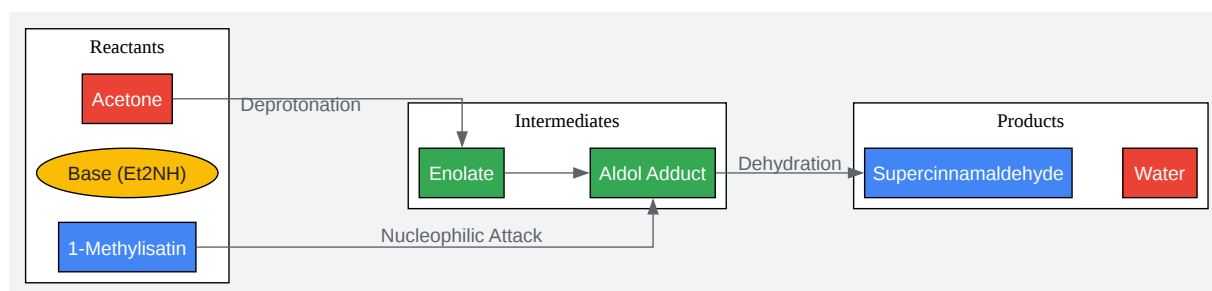 Reactants
Acetone
Base (Et2NH)
1-Methylisatin
Deprotonation
Nucleophilic Attack
Intermediates
Enolate
Aldol Adduct
Dehydration
Products
Supercinnamaldehyde
Water